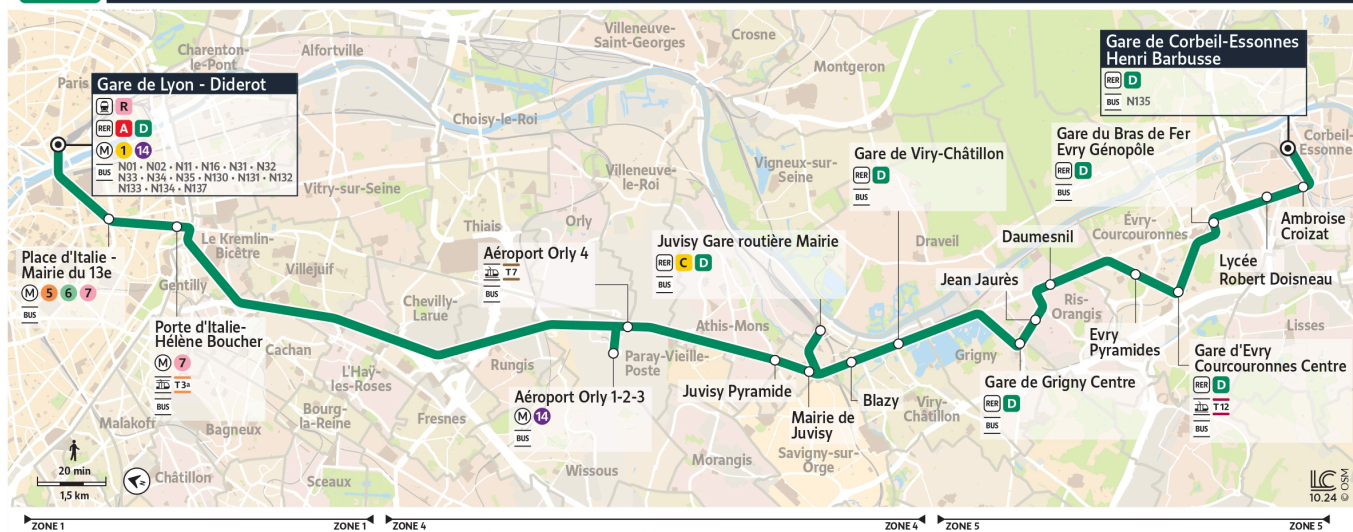 Villeneuve-
Saint-Georges
Crosne
Charenton-
le-Pont
Alfortville
Montgeron
Paris
Gare de Lyon - Diderot
R
RER A D
M 1 14
BUS
N01 • N02 • N11 • N16 • N31 • N32
N33 • N34 • N35 • N130 • N131 • N132
N133 • N134 • N137
Gare de Corbeil-Essonnes
Henri Barbusse
RER D
BUS N135
Choisy-le-Roi
Corbeil-
Essonnes
Gare du Bras de Fer
Evry Génopôle
RER D
BUS
Gare de Viry-Châtillon
RER D
BUS
Vigneux-sur-
Seine
Villeneuve-
le-Roi
Vitry-sur-Seine
Orly
Thiais
Draveil
Évry-
Courcouronnes
Ambroise
Croizat
Daumesnil
Lycée
Robert Doisneau
Le Kremlin-
Bicêtre
Place d'Italie -
Mairie du 13e
M 5 6 7
BUS
Gentilly
Villejuif
Aéroport Orly 4
T7
BUS
Juvisy Gare routière Mairie
RER C D
BUS
Jean Jaurès
Chevilly-
Larue
Ris-
Orangis
Porte d'Italie-
Hélène Boucher
M 7
T3a
BUS
Cachan
Athis-Mons
Lisses
Evry
Pyramides
Rungis
Paray-Vieille-
Poste
Grigny
Gare d'Evry
Courcouronnes Centre
RER D
T12
BUS
L'Haÿ-
les-Roses
Juvisy Pyramide
Gare de Grigny Centre
RER D
BUS
Aéroport Orly 1-2-3
M 14
BUS
Blazy
Viry-
Châtillon
Mairie de
Juvisy
Bourg-
la-Reine
Fresnes
Malakoff
Bagneux
Savigny-sur-
Orge
Morangis
Wissous
Châtillon
Sceaux
20 min
1,5 km
LC
10.24 © OSM
ZONE 1
ZONE 1
ZONE 4
ZONE 4
ZONE 5
ZONE 5